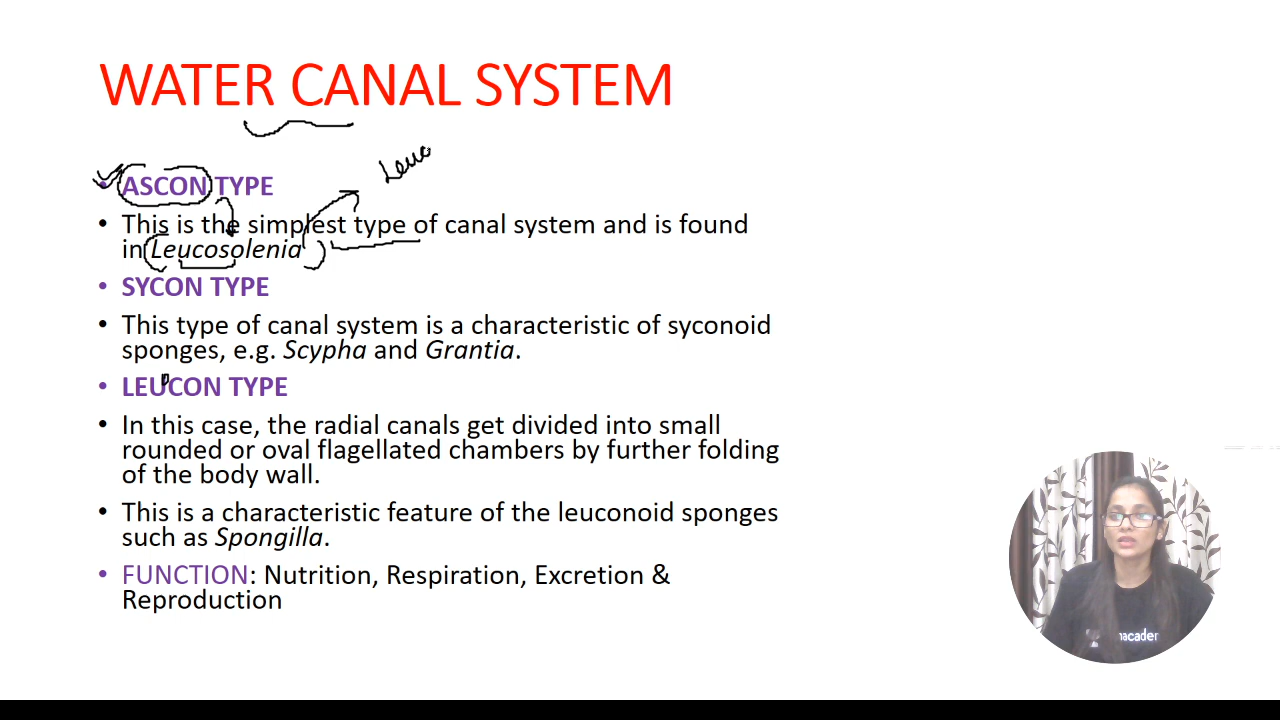 WATER CANAL SYSTEM
Leuc
• ASCON TYPE
• This is the simplest type of canal system and is found
in Leucosolenia
• SYCON TYPE
• This type of canal system is a characteristic of syconoid
sponges, e.g. Scypha and Grantia.
• LEUCON TYPE
• In this case, the radial canals get divided into small
rounded or oval flagellated chambers by further folding
of the body wall.
• This is a characteristic feature of the leuconoid sponges
such as Spongilla.
• FUNCTION: Nutrition, Respiration, Excretion &
Reproduction